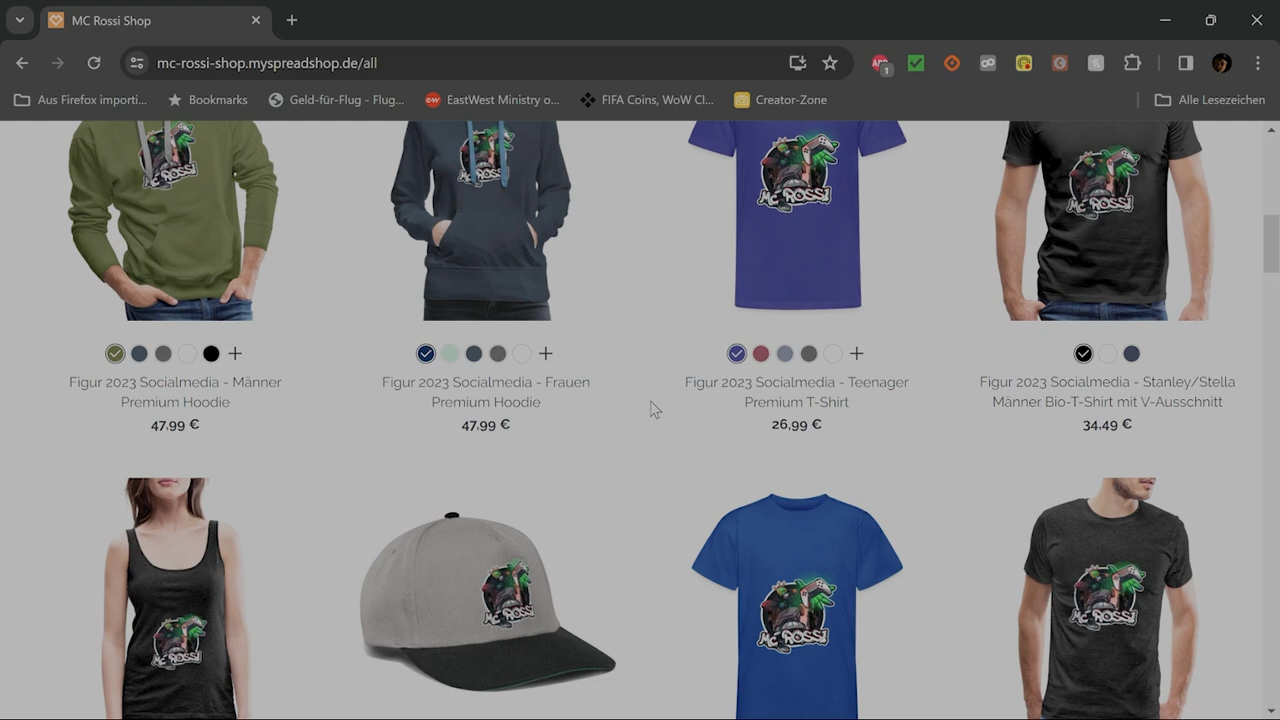 MC Rossi Shop
mc-rossi-shop.myspreadshop.de/all
ABP
1
Aus Firefox importi...
Bookmarks
Geld-für-Flug - Flug...
EastWest Ministry o...
FIFA Coins, WoW Cl...
Creator-Zone
Alle Lesezeichen
MC ROSSI
MC ROSSI
MC ROSSI
MC ROSSI
Figur 2023 Socialmedia - Männer
Premium Hoodie
47,99 €
Figur 2023 Socialmedia - Frauen
Premium Hoodie
47,99 €
Figur 2023 Socialmedia - Teenager
Premium T-Shirt
26,99 €
Figur 2023 Socialmedia - Stanley/Stella
Männer Bio-T-Shirt mit V-Ausschnitt
34,49 €
MC ROSSI
MC ROSSI
MC ROSSI
MC ROSSI